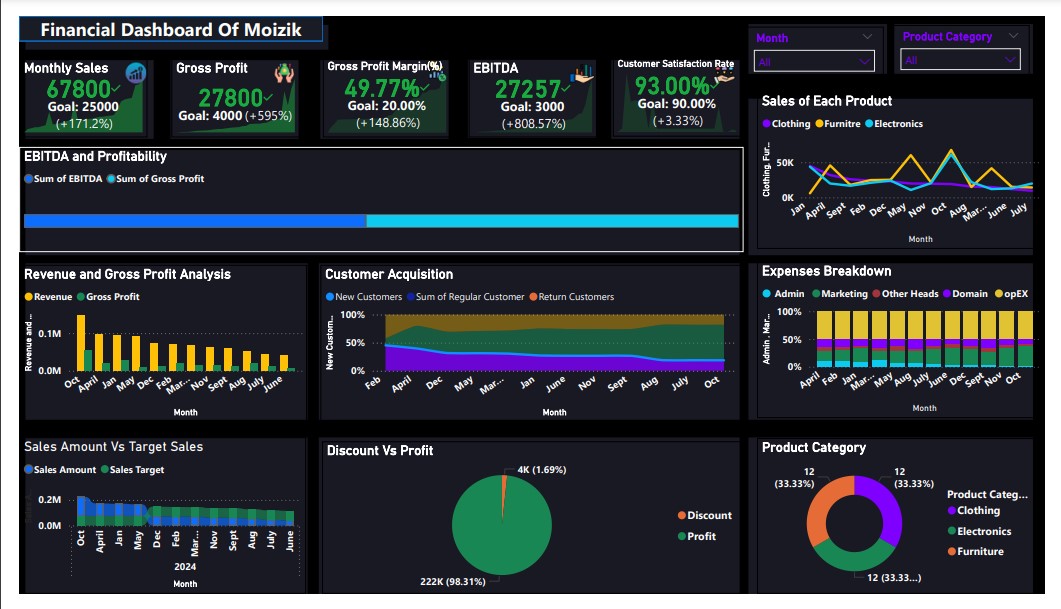 Financial Dashboard Of Moizik
Month
All
Product Category
All
Monthly Sales
67800
Goal: 25000
(+171.2%)
Gross Profit
27800
Goal: 4000 (+595%)
Gross Profit Margin(%)
49.77%
Goal: 20.00%
(+148.86%)
EBITDA
27257
Goal: 3000
(+808.57%)
Customer Satisfaction Rate
93.00%
Goal: 90.00%
(+3.33%)
Sales of Each Product
Clothing Furnitre Electronics
Clothing, Fur...
50K
0K
Jan April Sept Feb Dec May Nov Oct Aug Mar... June July
Month
EBITDA and Profitability
Sum of EBITDA Sum of Gross Profit
Revenue and Gross Profit Analysis
Revenue Gross Profit
Revenue and ...
0.1M
0.0M
Oct April Jan May Dec Feb Mar... Nov Sept Aug July June
Month
Customer Acquisition
New Customers Sum of Regular Customer Return Customers
New Custom...
100%
50%
0%
Feb April Dec May Mar... Jan June Nov Sept Aug July Oct
Month
Expenses Breakdown
Admin Marketing Other Heads Domain opEX
Admin, Mar...
100%
50%
0%
April Feb Jan Mar... May Aug July June Dec Sept Nov Oct
Month
Sales Amount Vs Target Sales
Sales Amount Sales Target
0.2M
0.0M
Oct April Jan May Dec Feb Mar... Nov Sept Aug July June
2024
Month
Discount Vs Profit
4K (1.69%)
222K (98.31%)
Discount
Profit
Product Category
12
(33.33%)
12
(33.33%)
12 (33.33...)
Product Categ...
Clothing
Electronics
Furniture